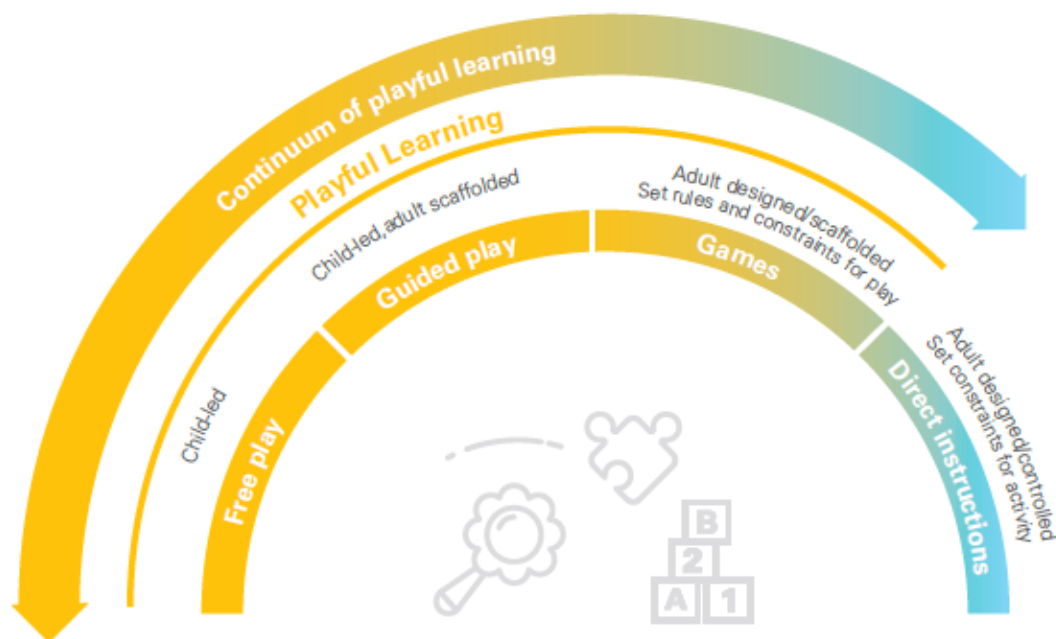 Continuum of playful learning
Playful Learning
Child-led
Child-led, adult scaffolded
Adult designed/scaffolded
Set rules and constraints for play
Adult designed/controlled
Set constraints for activity
Free play
Guided play
Games
Direct instructions
B
2
A 1